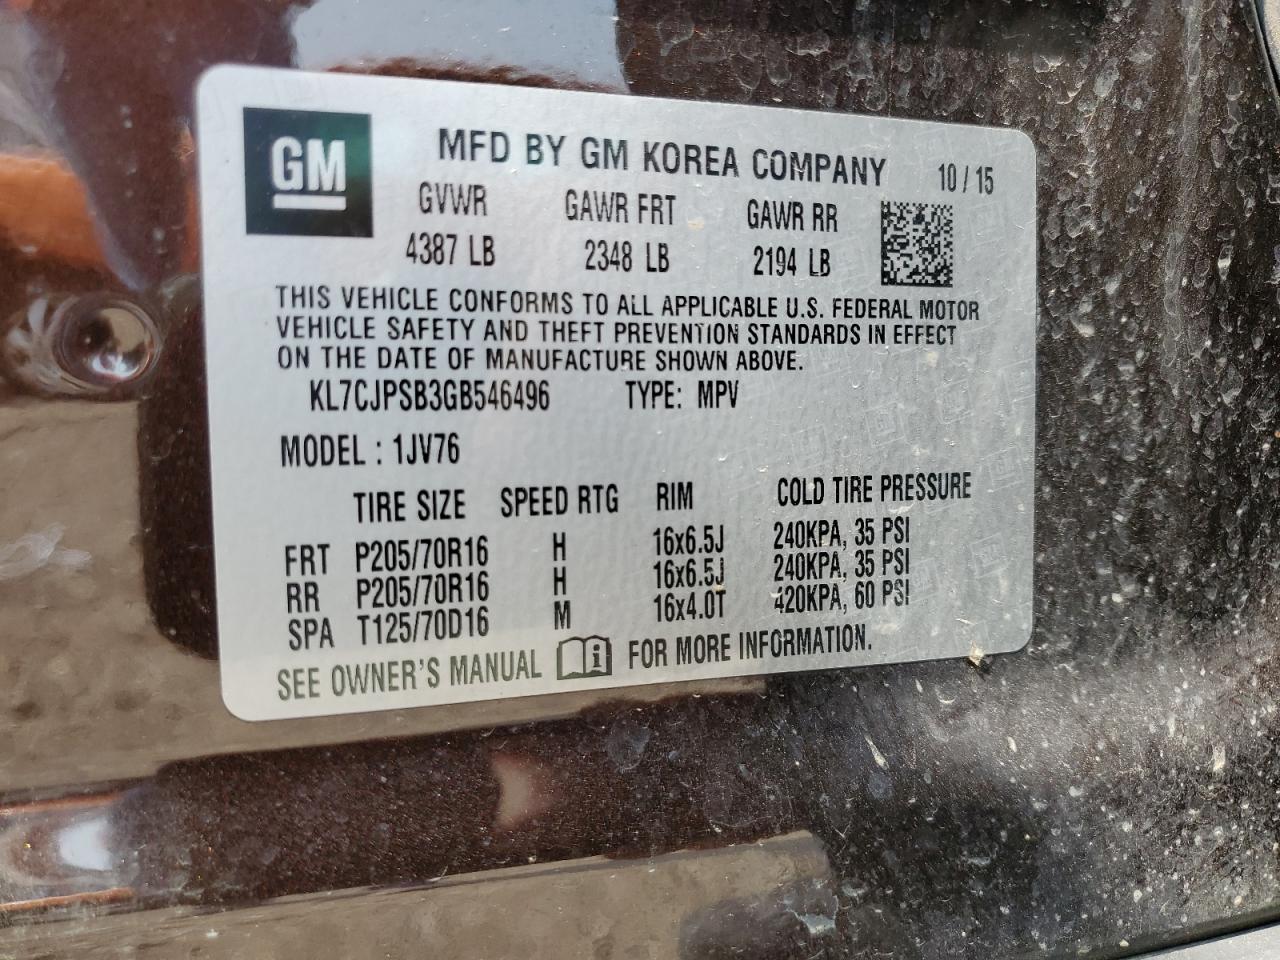 GM
MFD BY GM KOREA COMPANY 10 / 15
GVWR GAWR FRT GAWR RR
4387 LB 2348 LB 2194 LB
THIS VEHICLE CONFORMS TO ALL APPLICABLE U.S. FEDERAL MOTOR
VEHICLE SAFETY AND THEFT PREVENTION STANDARDS IN EFFECT
ON THE DATE OF MANUFACTURE SHOWN ABOVE.
KL7CJPSB3GB546496 TYPE: MPV
MODEL : 1JV76
TIRE SIZE SPEED RTG RIM COLD TIRE PRESSURE
FRT P205/70R16 H 16x6.5J 240KPA, 35 PSI
RR P205/70R16 H 16x6.5J 240KPA, 35 PSI
SPA T125/70D16 M 16x4.0T 420KPA, 60 PSI
SEE OWNER'S MANUAL i FOR MORE INFORMATION.